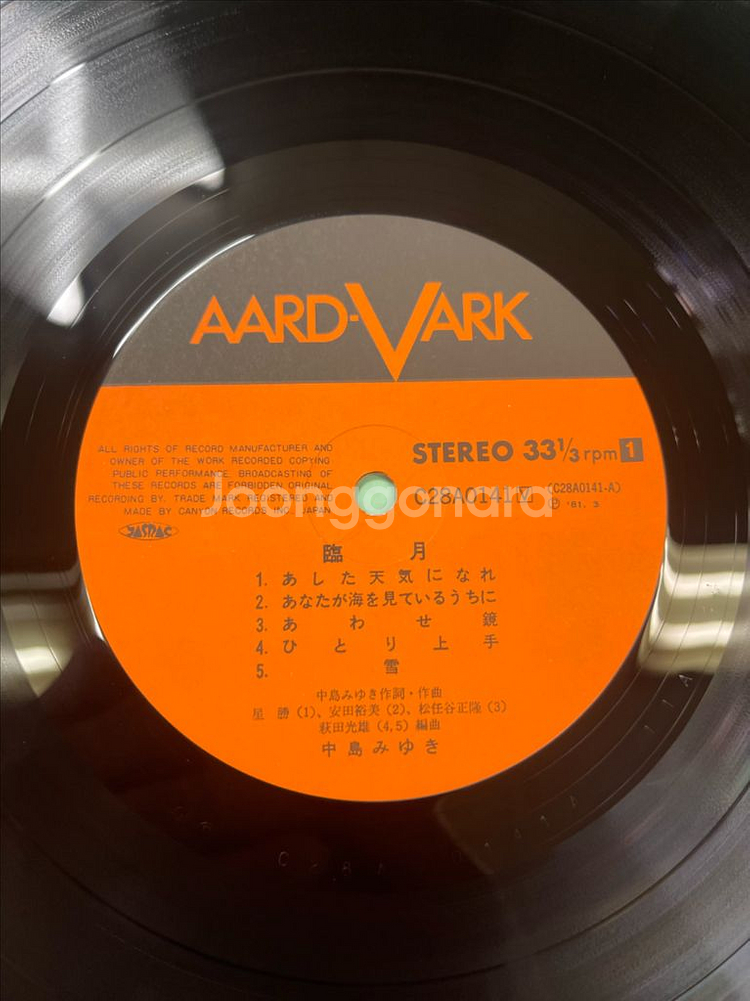 AARD-VARK
ALL RIGHTS OF RECORD MANUFACTURER AND
OWNER OF THE WORK RECORDED COPYING
PUBLIC PERFORMANCE BROADCASTING OF
THESE RECORDS ARE FORBIDDEN ORIGINAL
RECORDING BY. TRADE MARK REGISTERED AND
MADE BY CANYON RECORDS INC. JAPAN
JASRAC
STEREO 33⅓ rpm 1
C28A0141 Ⅵ (C28A0141-A)
Ⓟ '81. 3
Joonggonara
臨月
1. あした天気になれ
2. あなたが海を見ているうちに
3. あわせ鏡
4. ひとり上手
5. 雪
中島みゆき作詞・作曲
星 勝(1)、安田裕美(2)、松任谷正隆(3)
萩田光雄(4,5)編曲
中島みゆき